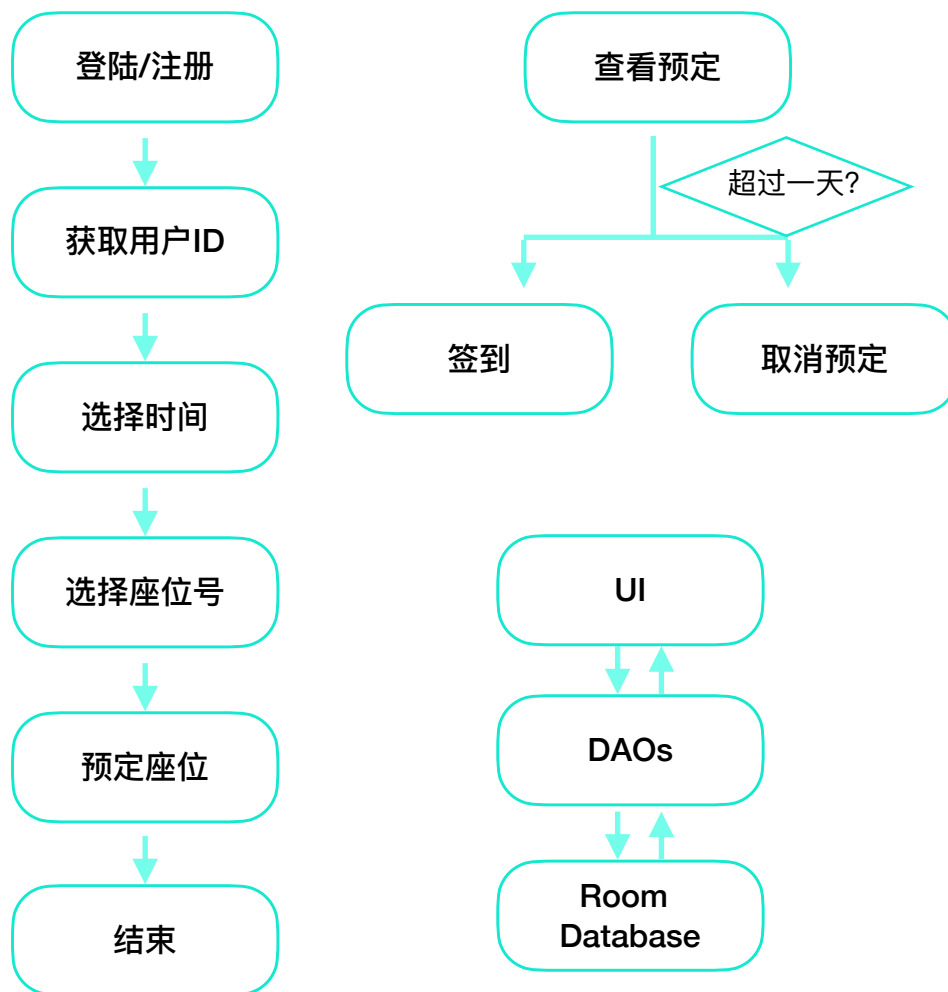 登陆/注册
获取用户ID
选择时间
选择座位号
预定座位
结束
查看预定
超过一天?
签到
取消预定
UI
DAOs
Room
Database